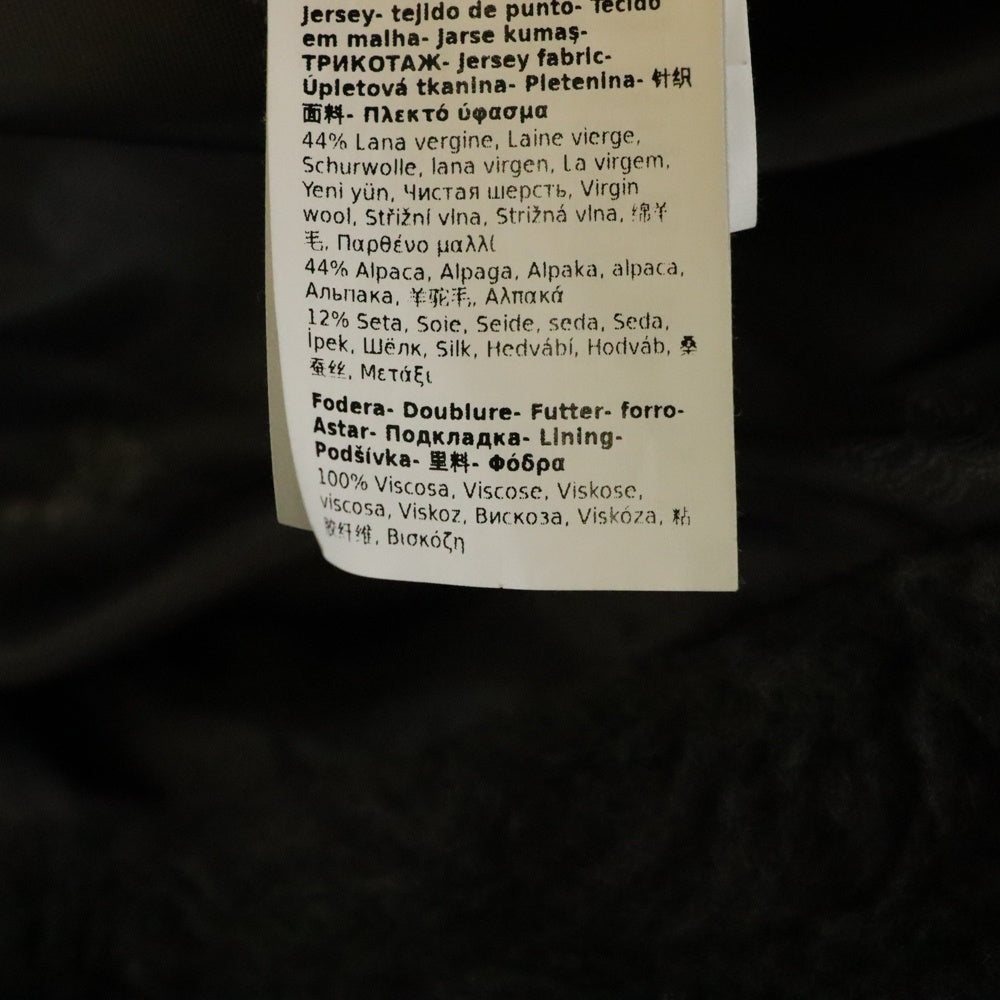 Jersey- tejido de punto- Tecido
em malha- Jarse kumaş-
ТРИКОТАЖ- Jersey fabric-
Úpletová tkanina- Pletenina- 针织
面料- Πλεκτό ύφασμα
44% Lana vergine, Laine vierge,
Schurwolle, lana virgen, La virgem,
Yeni yün, Чистая шерсть, Virgin
wool, Střižní vlna, Strižná vlna, 绵羊
毛, Παρθένο μαλλί
44% Alpaca, Alpaga, Alpaka, alpaca,
Альпака, 羊驼毛, Αλπακά
12% Seta, Soie, Seide, seda, Seda,
İpek, Шёлк, Silk, Hedvábí, Hodváb, 桑
蚕丝, Μετάξι
Fodera- Doublure- Futter- forro-
Astar- Подкладка- Lining-
Podšívka- 里料- Φόδρα
100% Viscosa, Viscose, Viskose,
viscosa, Viskoz, Вискоза, Viskóza, 粘
胶纤维, Βισκόζη